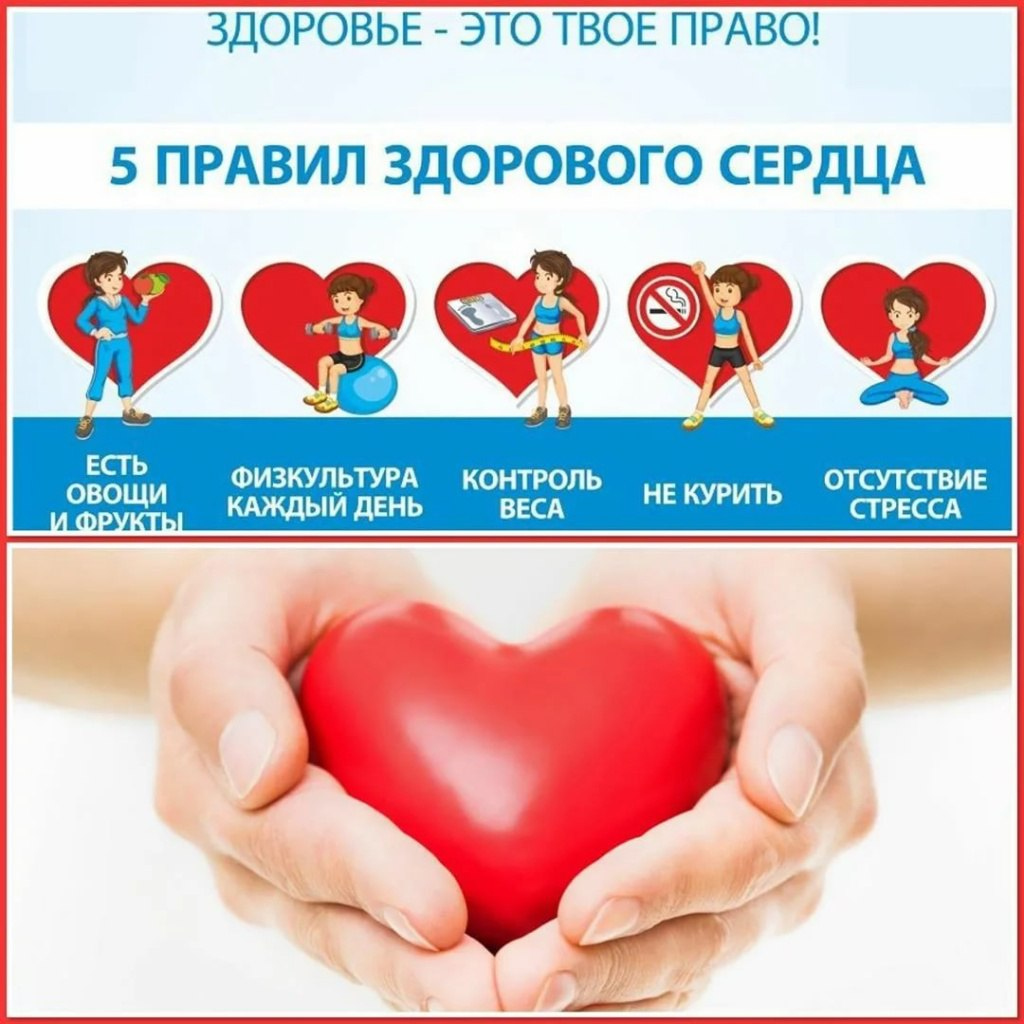 ЗДОРОВЬЕ - ЭТО ТВОЕ ПРАВО!
5 ПРАВИЛ ЗДОРОВОГО СЕРДЦА
ЕСТЬ
ОВОЩИ
И ФРУКТЫ
ФИЗКУЛЬТУРА
КАЖДЫЙ ДЕНЬ
КОНТРОЛЬ
ВЕСА
НЕ КУРИТЬ
ОТСУТСТВИЕ
СТРЕССА